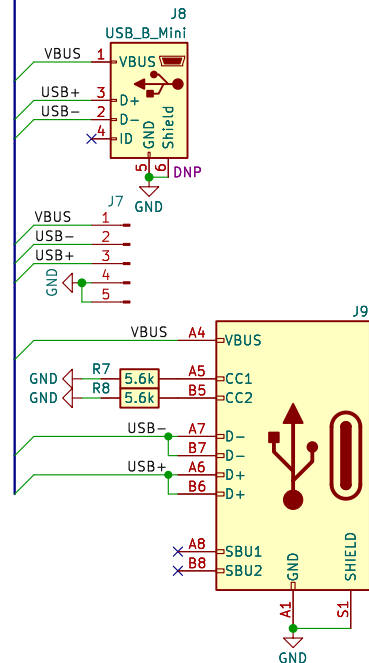 J8
USB_B_Mini
VBUS 1 VBUS
USB+ 3 D+
USB- 2 D-
4 ID
GND
Shield
5
6
DNP
GND
J7
VBUS 1
USB- 2
USB+ 3
GND 4
5
J9
VBUS A4 VBUS
R7
GND 5.6k A5 CC1
R8
GND 5.6k B5 CC2
USB- A7 D-
B7 D-
USB+ A6 D+
B6 D+
A8 SBU1
B8 SBU2
GND
SHIELD
A1
S1
GND